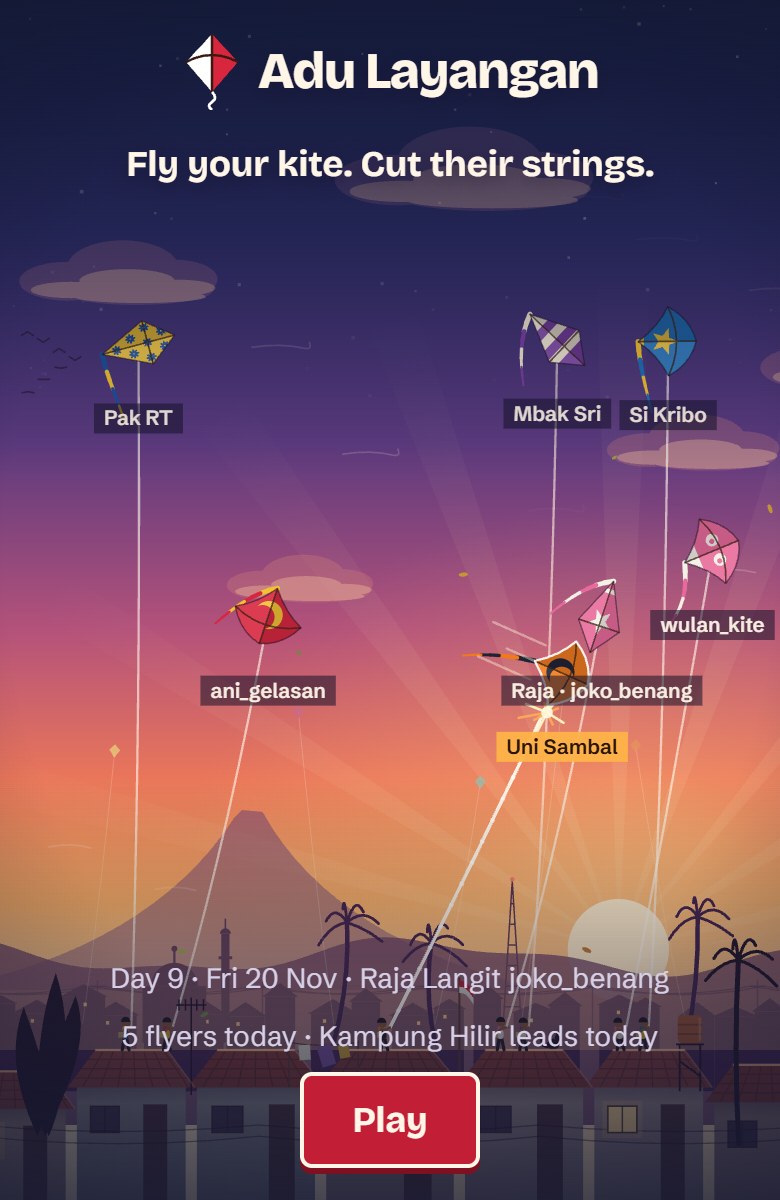 Adu Layangan
Fly your kite. Cut their strings.
Pak RT
Mbak Sri
Si Kribo
wulan_kite
ani_gelasan
Raja · joko_benang
Uni Sambal
Day 9 · Fri 20 Nov · Raja Langit joko_benang
5 flyers today · Kampung Hilir leads today
Play